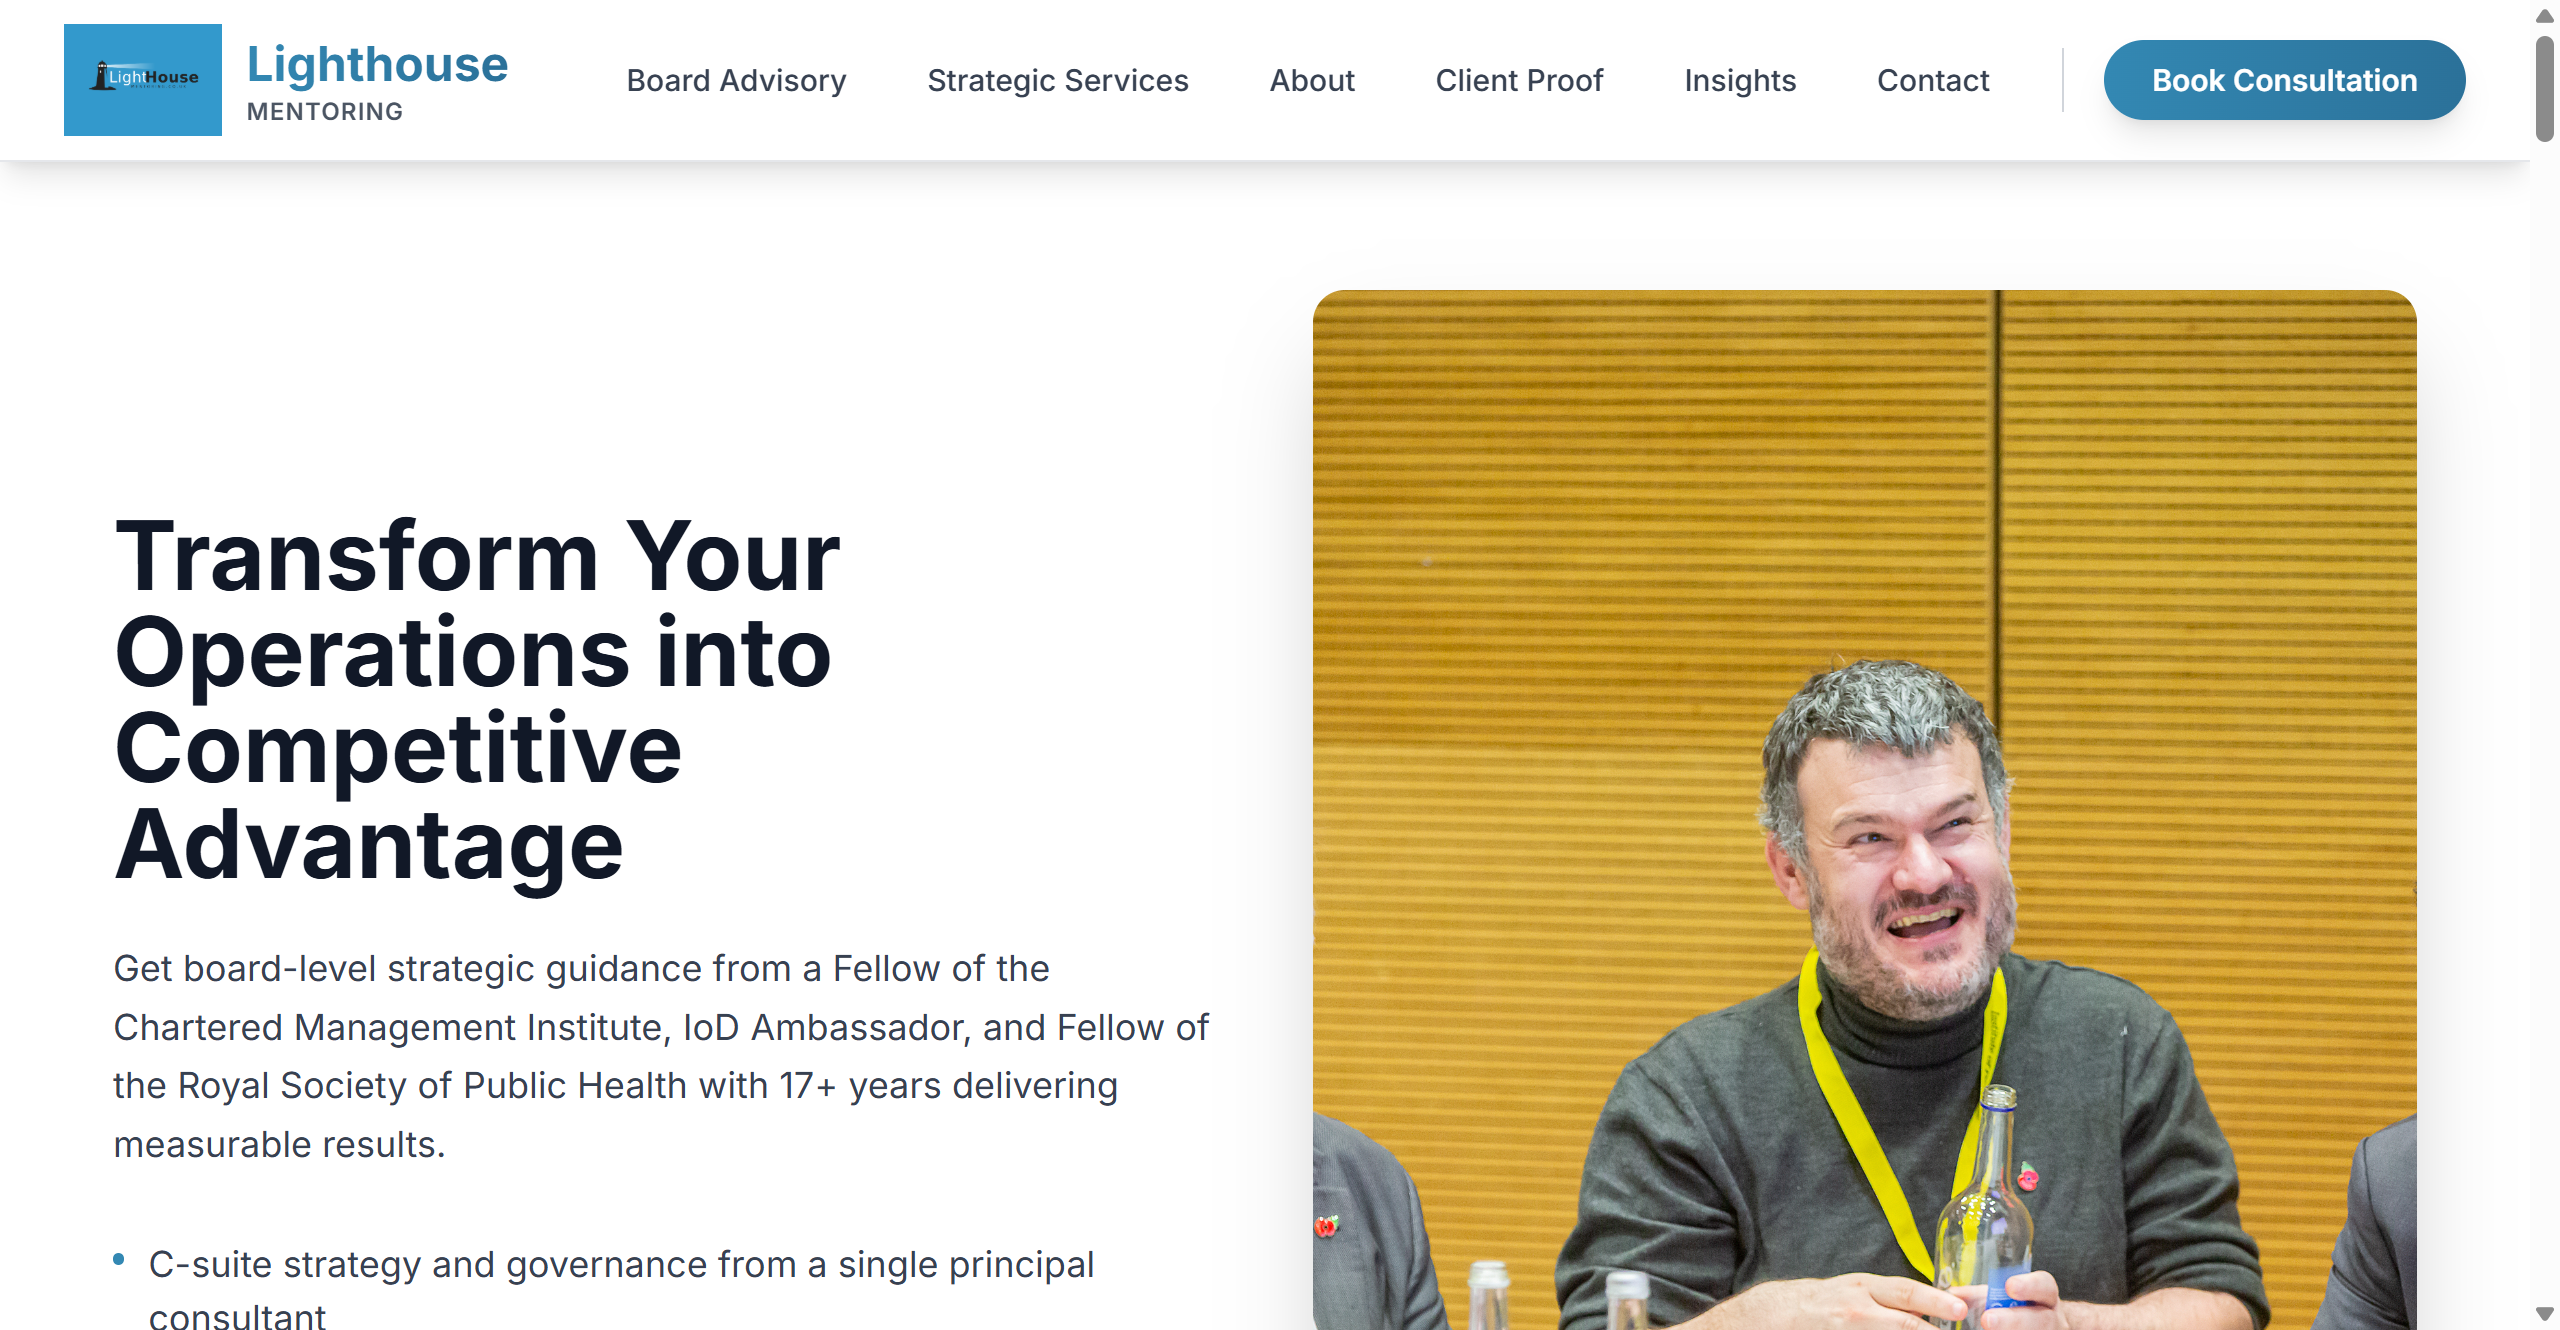 LightHouse
Lighthouse
MENTORING
Board Advisory
Strategic Services
About
Client Proof
Insights
Contact
Book Consultation
Transform Your
Operations into
Competitive
Advantage
Get board-level strategic guidance from a Fellow of the
Chartered Management Institute, IoD Ambassador, and Fellow of
the Royal Society of Public Health with 17+ years delivering
measurable results.
C-suite strategy and governance from a single principal
consultant